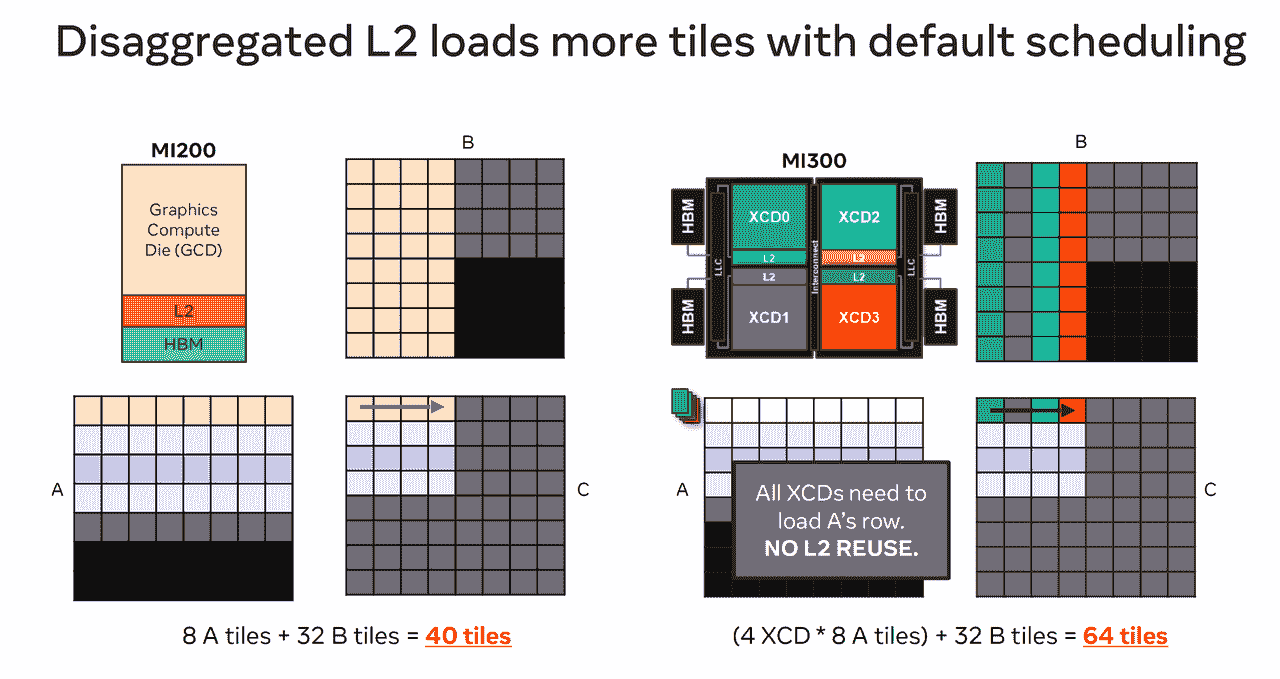 Disaggregated L2 loads more tiles with default scheduling
MI200
Graphics
Compute
Die (GCD)
L2
HBM
B
A
C
8 A tiles + 32 B tiles = 40 tiles
MI300
HBM
HBM
HBM
HBM
LLC
LLC
Interconnect
XCD0
XCD2
L2
L2
L2
L2
XCD1
XCD3
B
A
All XCDs need to
load A's row.
NO L2 REUSE.
C
(4 XCD * 8 A tiles) + 32 B tiles = 64 tiles